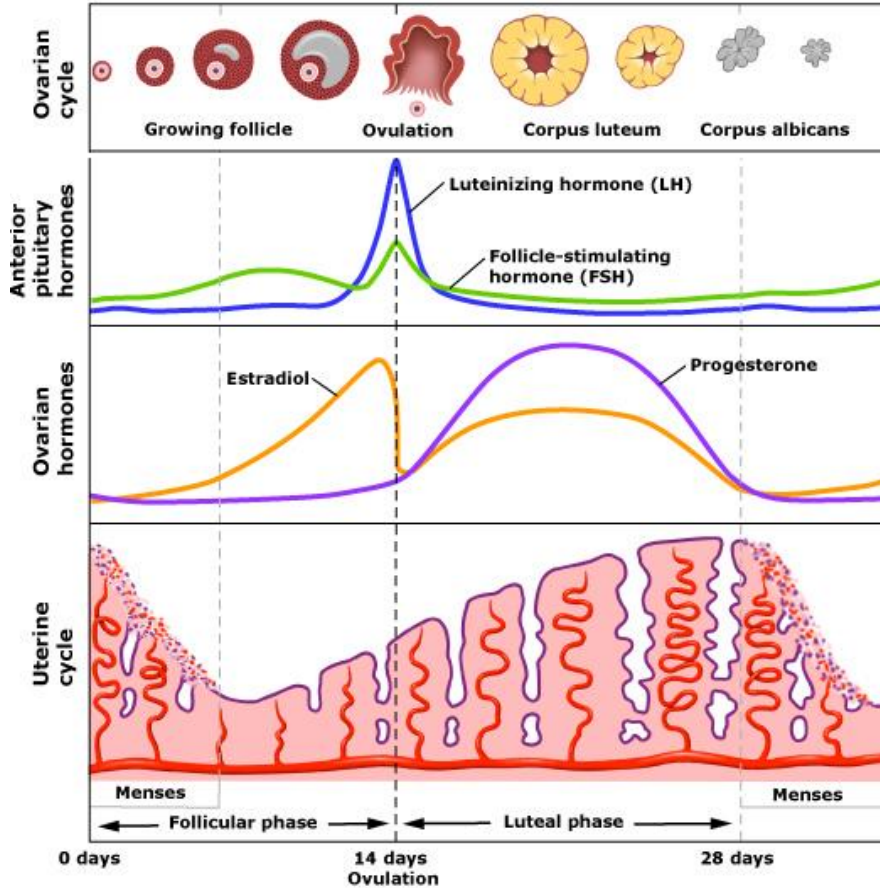 Ovarian
cycle
Growing follicle
Ovulation
Corpus luteum
Corpus albicans
Anterior
pituitary
hormones
Luteinizing hormone (LH)
Follicle-stimulating
hormone (FSH)
Ovarian
hormones
Estradiol
Progesterone
Uterine
cycle
Menses
Menses
Follicular phase
Luteal phase
0 days
14 days
Ovulation
28 days